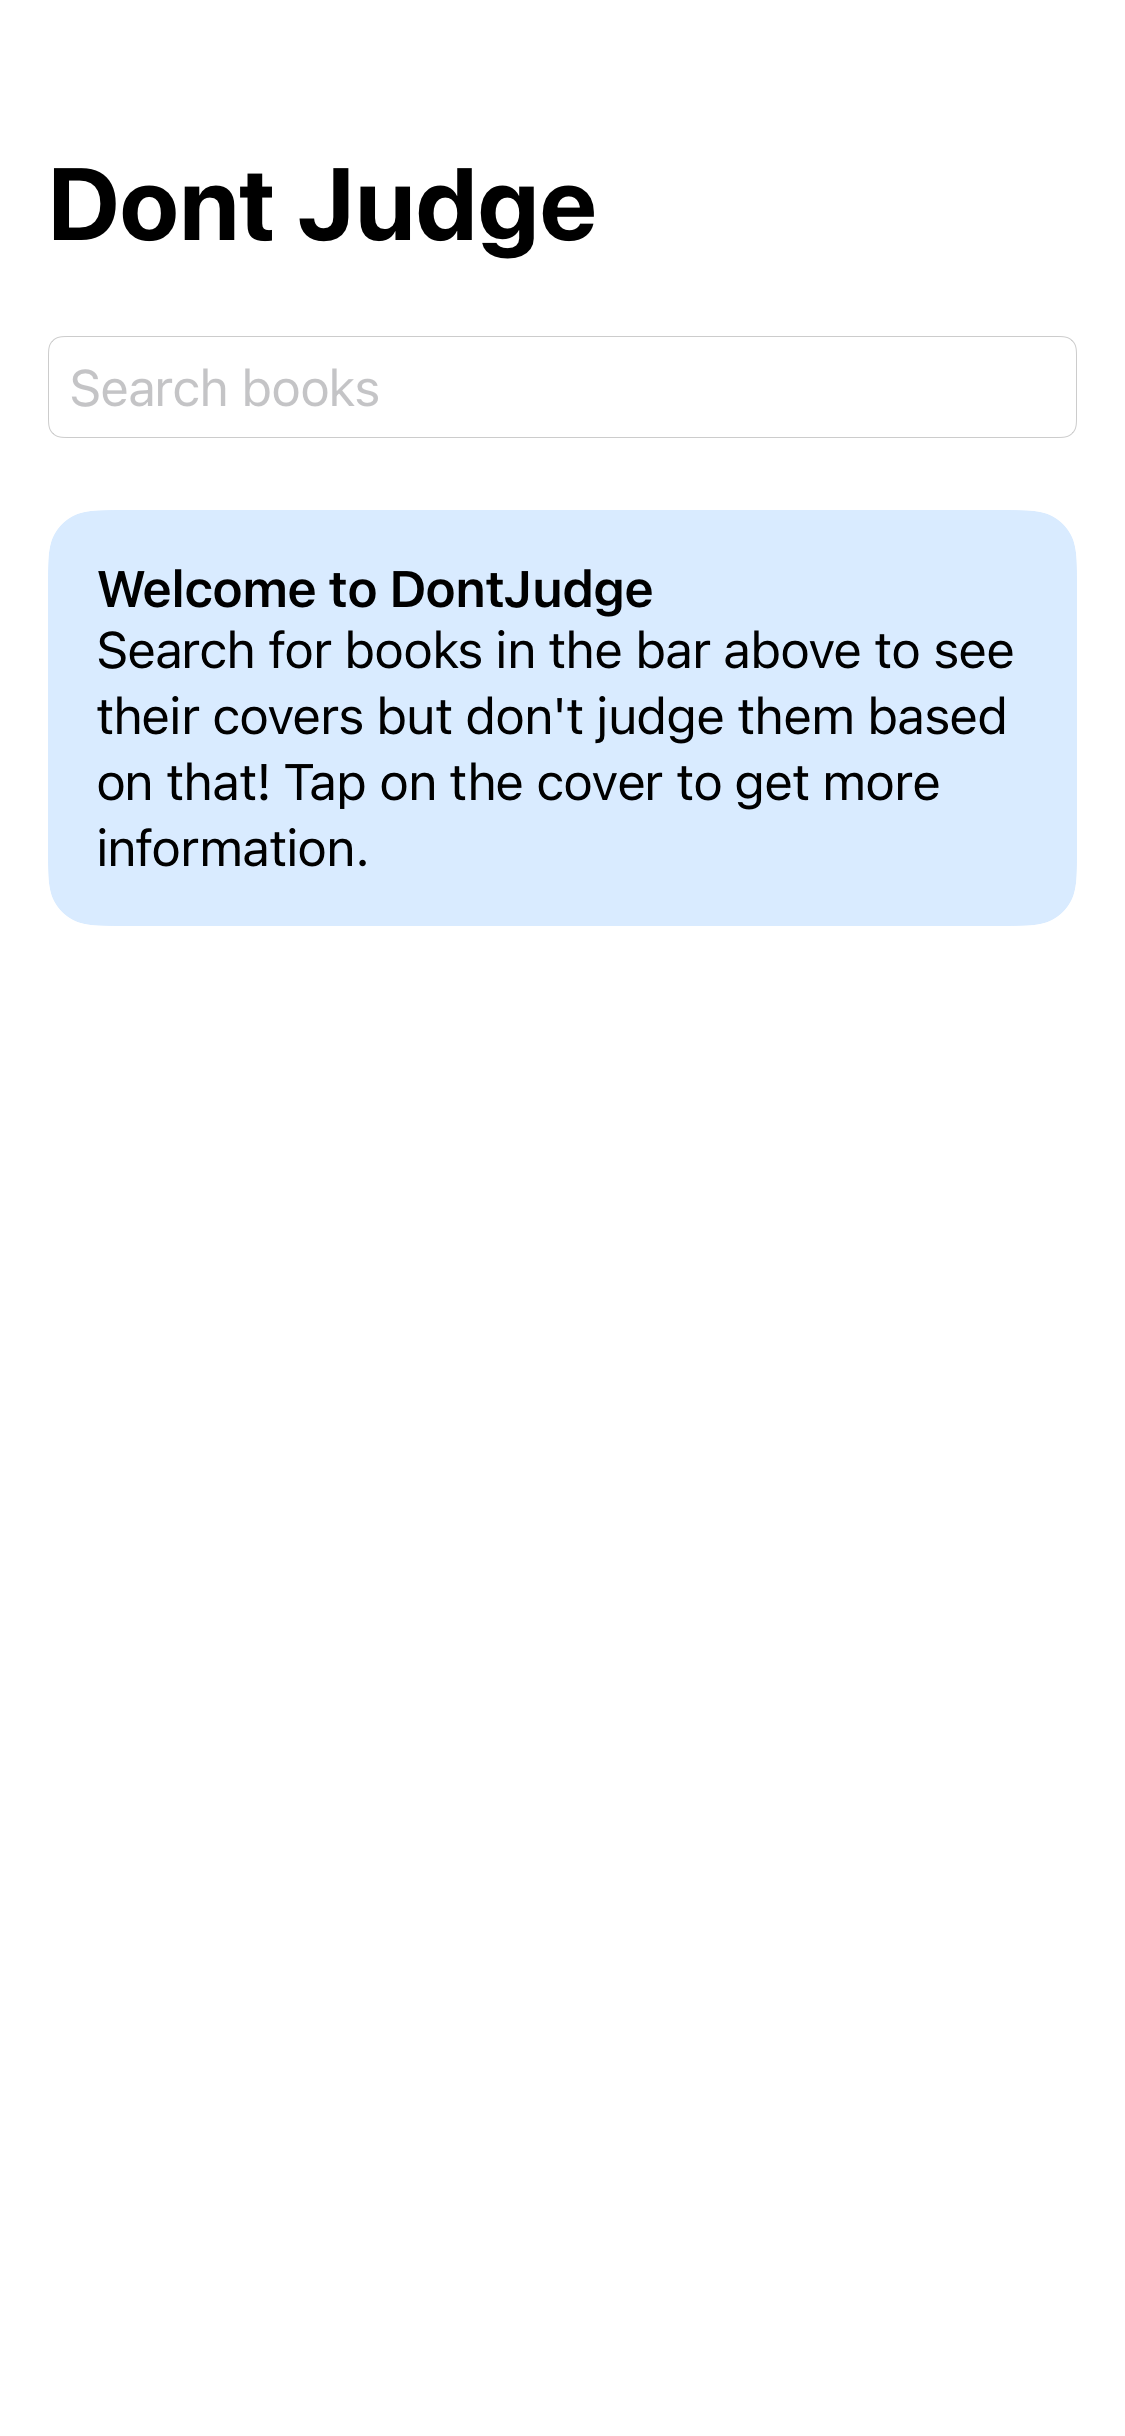 Dont Judge
Search books
Welcome to DontJudge
Search for books in the bar above to see
their covers but don't judge them based
on that! Tap on the cover to get more
information.